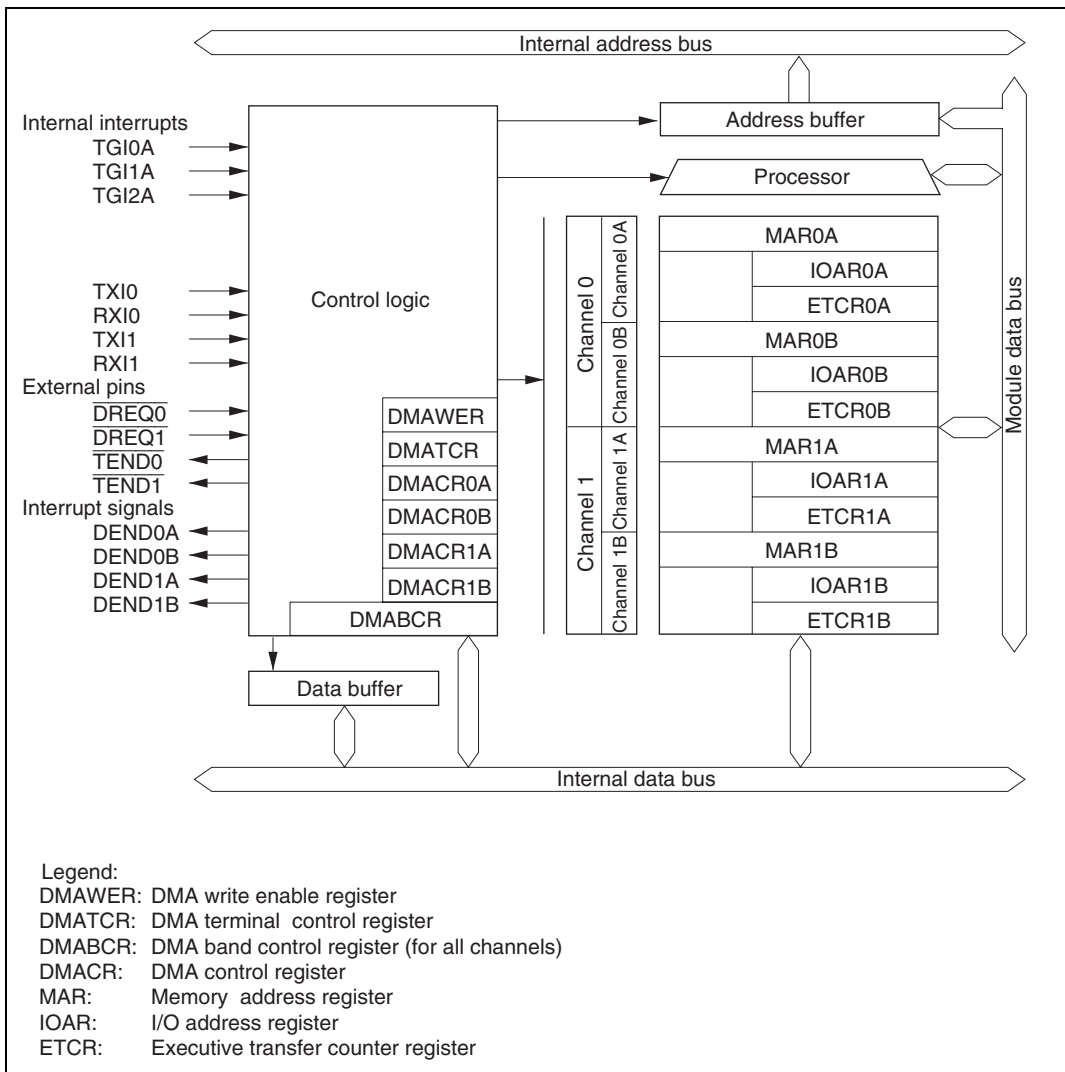 Internal address bus
Internal interrupts
TGI0A
TGI1A
TGI2A
TXI0
RXI0
TXI1
RXI1
External pins
DREQ0
DREQ1
TEND0
TEND1
Interrupt signals
DEND0A
DEND0B
DEND1A
DEND1B
Control logic
DMAWER
DMATCR
DMACR0A
DMACR0B
DMACR1A
DMACR1B
DMABCR
Data buffer
Address buffer
Processor
Channel 0
Channel 0A
Channel 0B
Channel 1
Channel 1A
Channel 1B
MAR0A
IOAR0A
ETCR0A
MAR0B
IOAR0B
ETCR0B
MAR1A
IOAR1A
ETCR1A
MAR1B
IOAR1B
ETCR1B
Module data bus
Internal data bus
Legend:
DMAWER: DMA write enable register
DMATCR: DMA terminal control register
DMABCR: DMA band control register (for all channels)
DMACR: DMA control register
MAR: Memory address register
IOAR: I/O address register
ETCR: Executive transfer counter register